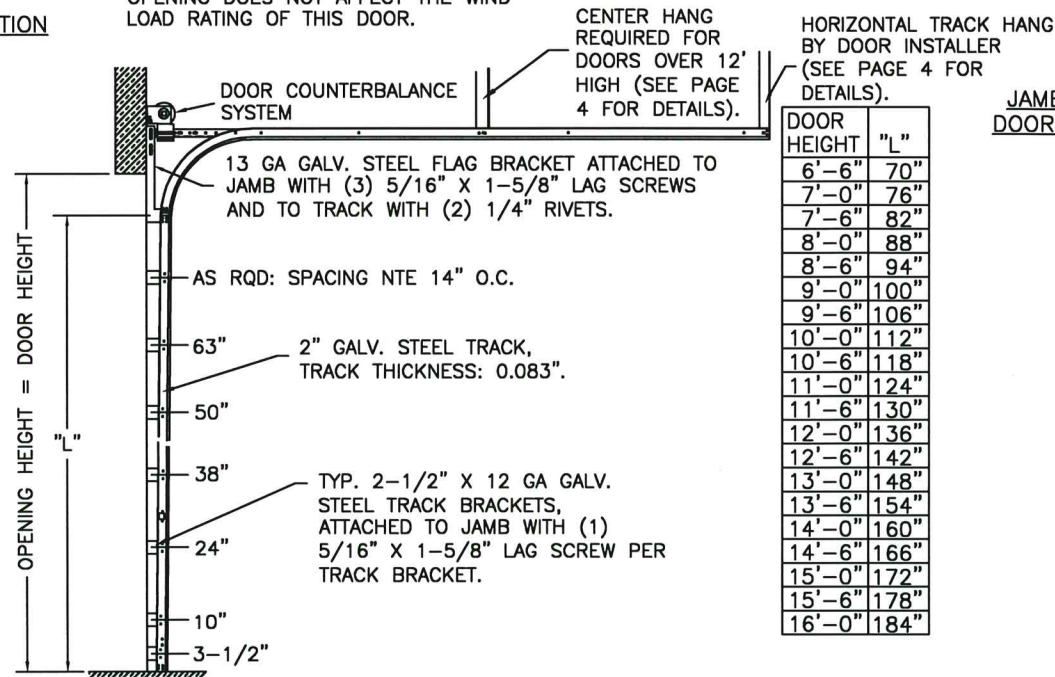 OPENING DOES NOT AFFECT THE WIND
LOAD RATING OF THIS DOOR.
CENTER HANG
REQUIRED FOR
DOORS OVER 12'
HIGH (SEE PAGE
4 FOR DETAILS).
HORIZONTAL TRACK HANG
BY DOOR INSTALLER
(SEE PAGE 4 FOR
DETAILS).
DOOR COUNTERBALANCE
SYSTEM
13 GA GALV. STEEL FLAG BRACKET ATTACHED TO
JAMB WITH (3) 5/16" X 1-5/8" LAG SCREWS
AND TO TRACK WITH (2) 1/4" RIVETS.
AS RQD: SPACING NTE 14" O.C.
63"
2" GALV. STEEL TRACK,
TRACK THICKNESS: 0.083".
50"
38"
TYP. 2-1/2" X 12 GA GALV.
STEEL TRACK BRACKETS,
ATTACHED TO JAMB WITH (1)
5/16" X 1-5/8" LAG SCREW PER
TRACK BRACKET.
24"
10"
3-1/2"
OPENING HEIGHT = DOOR HEIGHT
"L"
DOOR HEIGHT "L"
6'-6" 70"
7'-0" 76"
7'-6" 82"
8'-0" 88"
8'-6" 94"
9'-0" 100"
9'-6" 106"
10'-0" 112"
10'-6" 118"
11'-0" 124"
11'-6" 130"
12'-0" 136"
12'-6" 142"
13'-0" 148"
13'-6" 154"
14'-0" 160"
14'-6" 166"
15'-0" 172"
15'-6" 178"
16'-0" 184"
DOOR